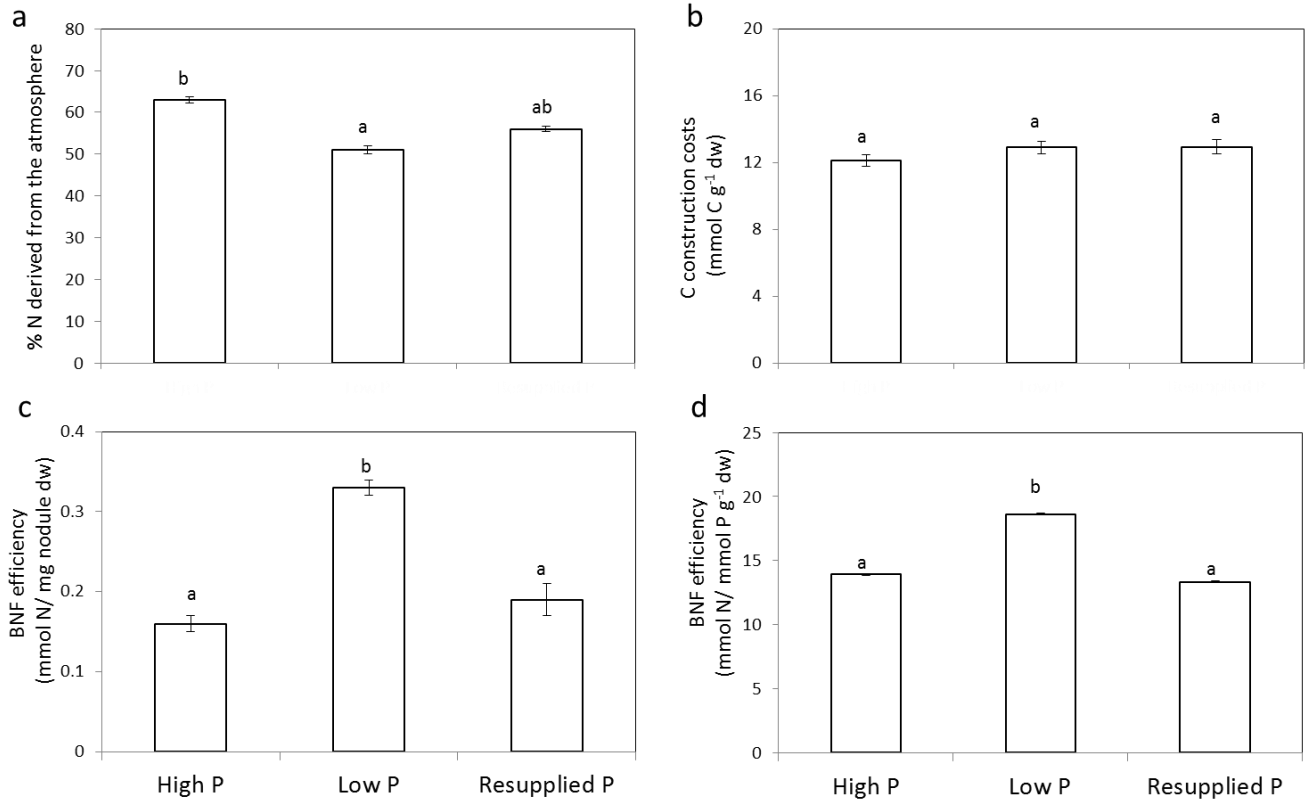 a
% N derived from the atmosphere
80
70
60
50
40
30
20
10
0
b
a
ab
b
C construction costs
(mmol C g⁻¹ dw)
20
16
12
8
4
0
a
a
a
c
BNF efficiency
(mmol N/ mg nodule dw)
0.4
0.3
0.2
0.1
0
a
b
a
High P
Low P
Resupplied P
d
BNF efficiency
(mmol N/ mmol P g⁻¹ dw)
25
20
15
10
5
0
a
b
a
High P
Low P
Resupplied P